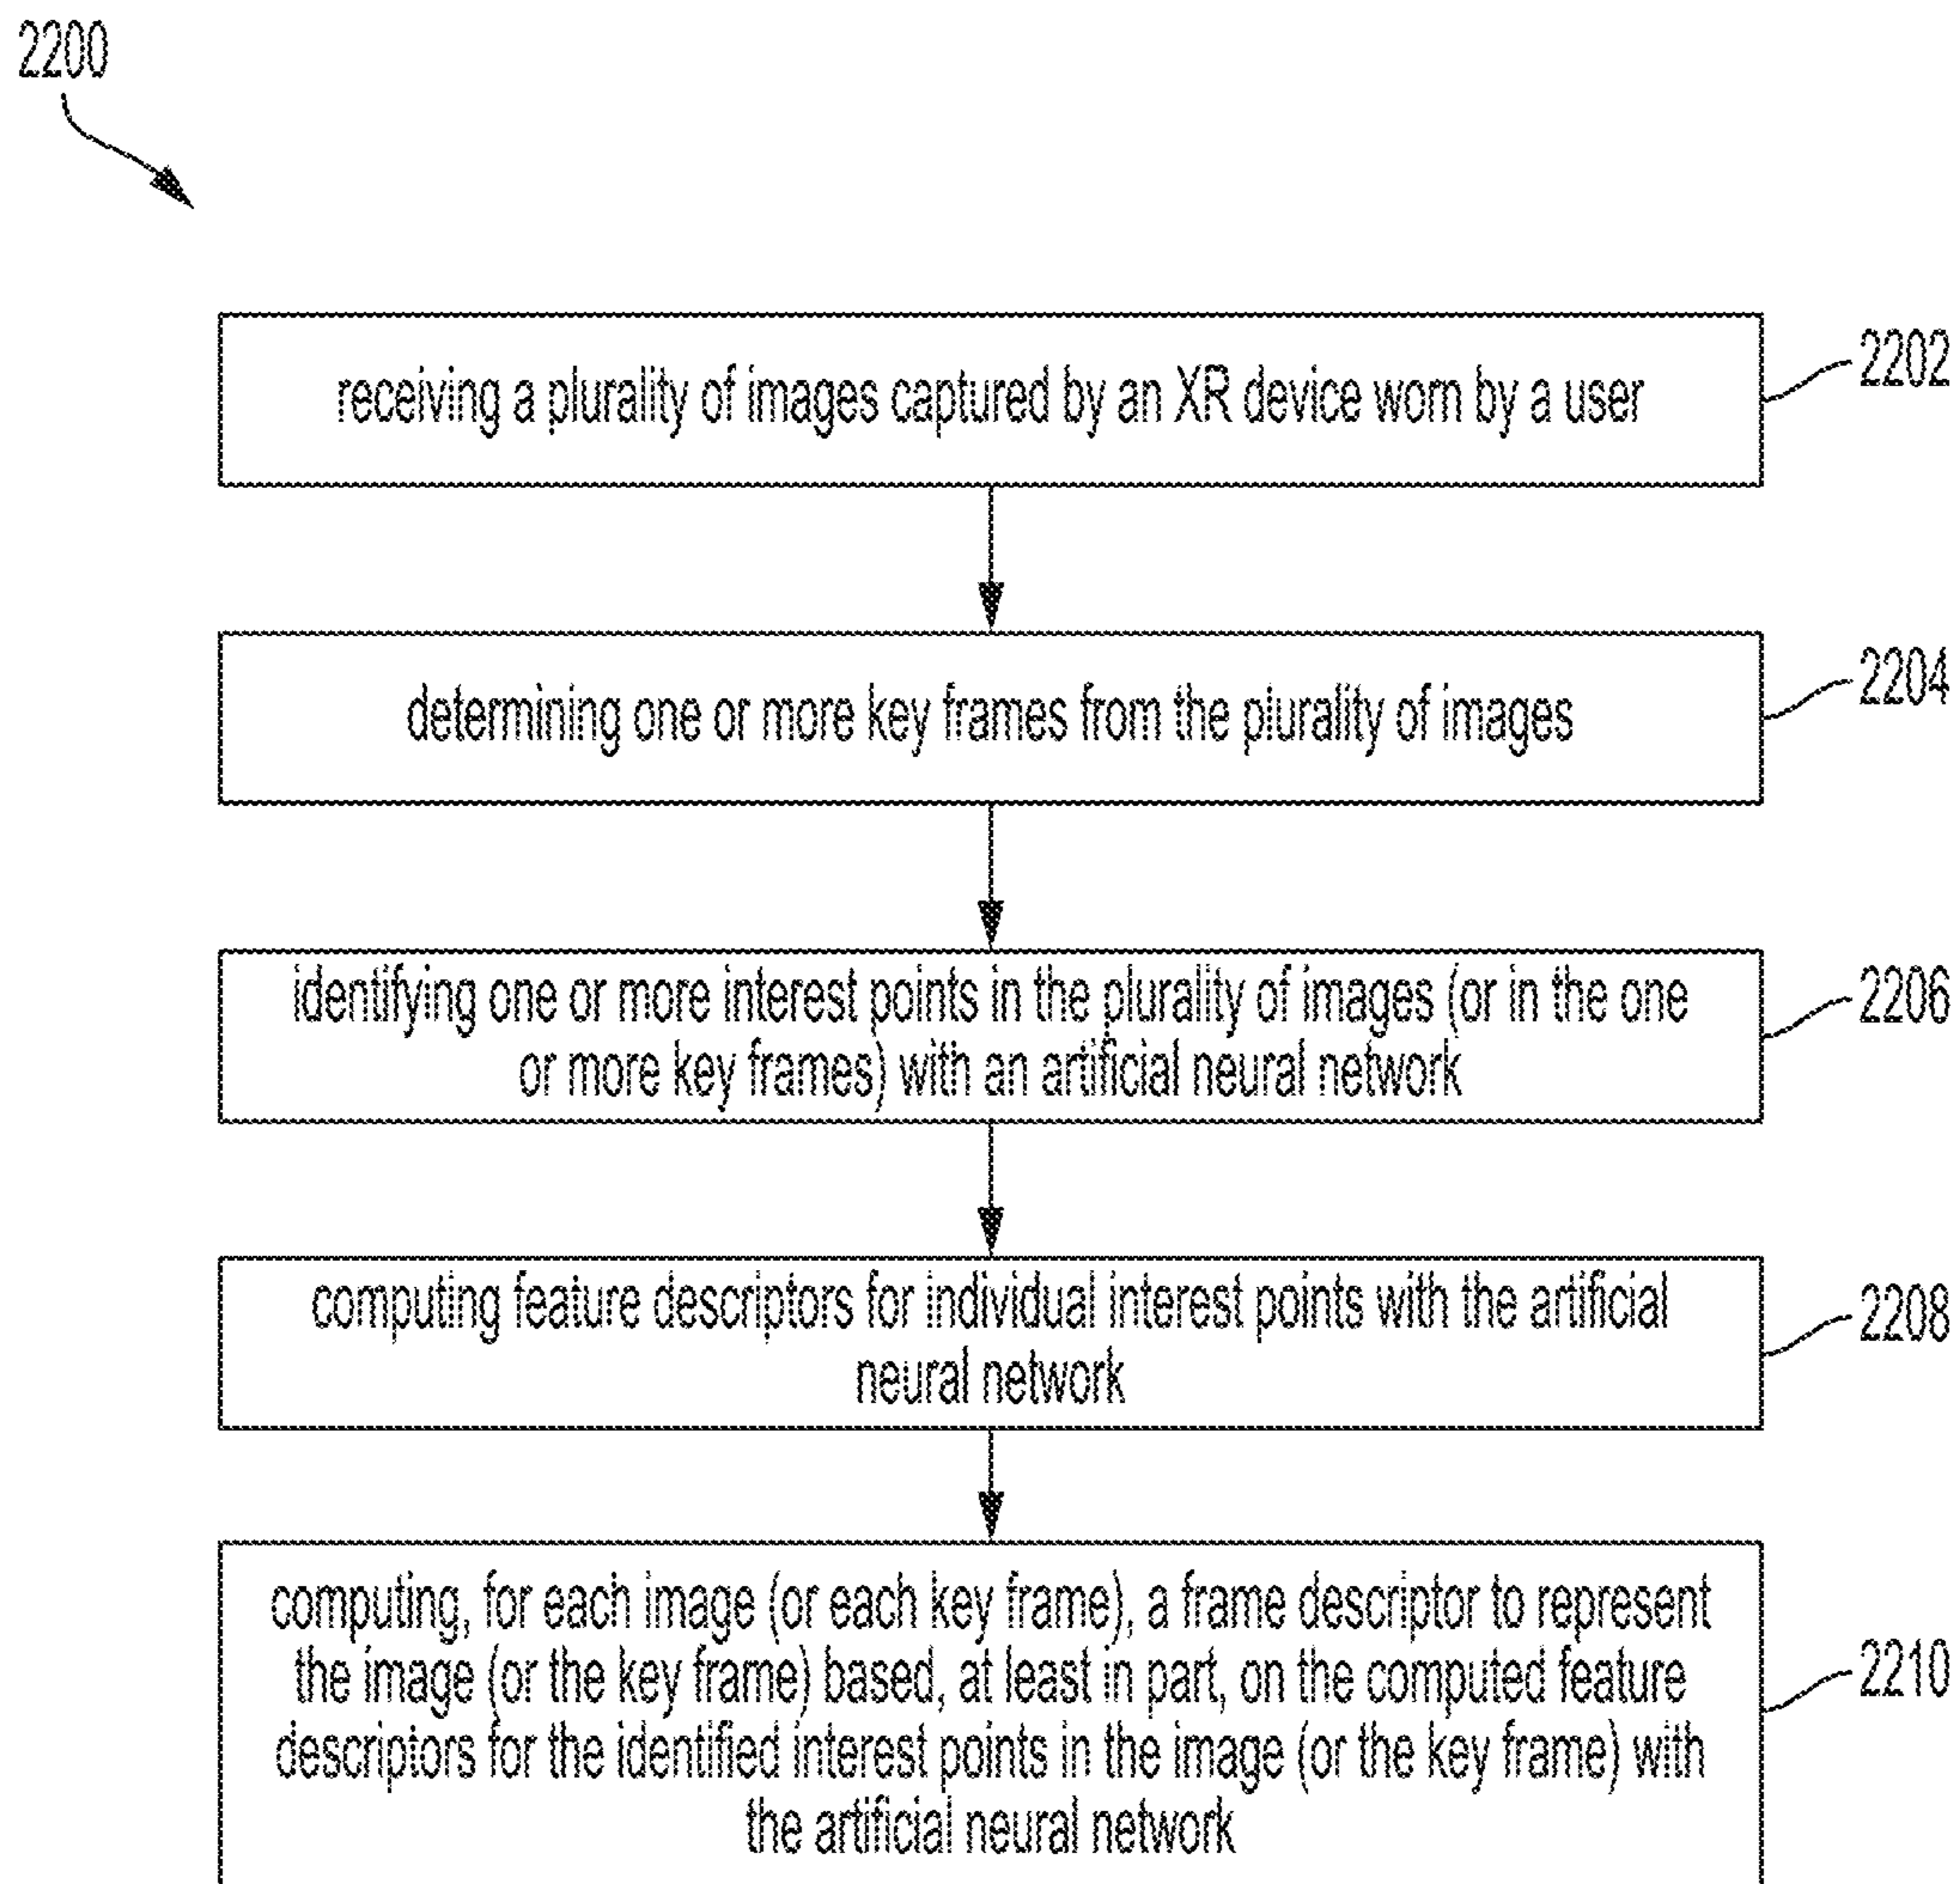 2200
receiving a plurality of images captured by an XR device worn by a user
2202
determining one or more key frames from the plurality of images
2204
identifying one or more interest points in the plurality of images (or in the one
or more key frames) with an artificial neural network
2206
computing feature descriptors for individual interest points with the artificial
neural network
2208
computing, for each image (or each key frame), a frame descriptor to represent
the image (or the key frame) based, at least in part, on the computed feature
descriptors for the identified interest points in the image (or the key frame) with
the artificial neural network
2210